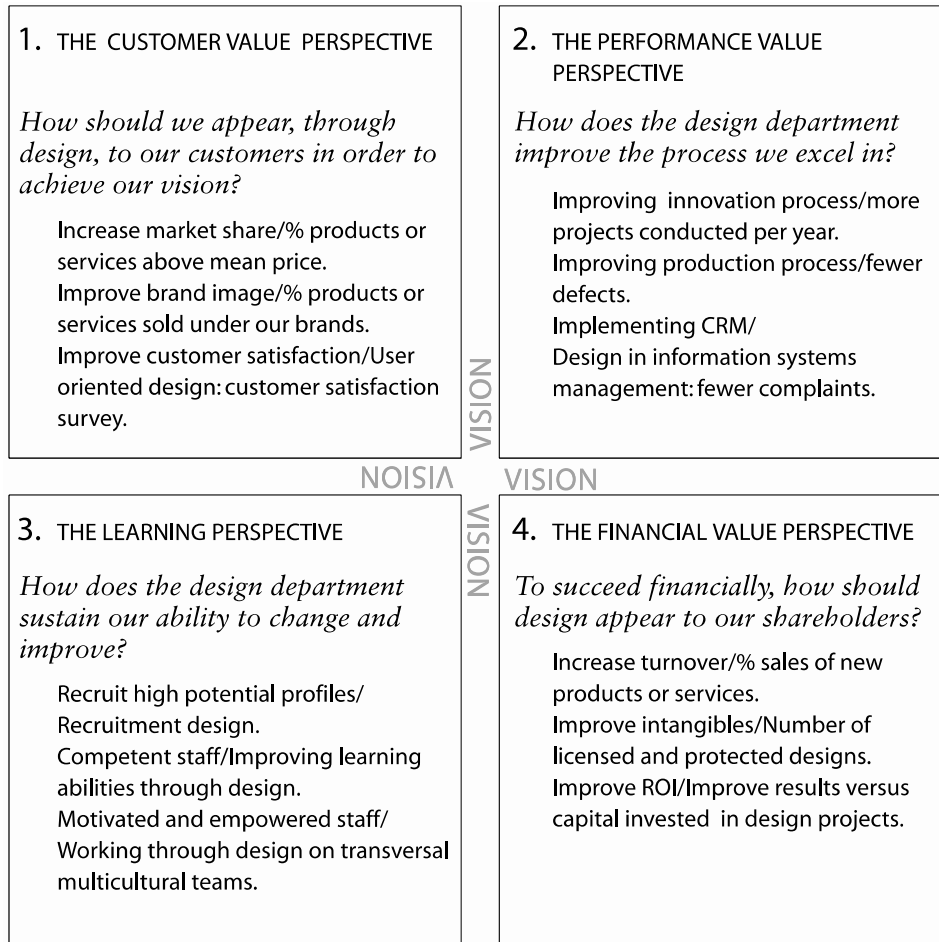 1. THE CUSTOMER VALUE PERSPECTIVE
How should we appear, through
design, to our customers in order to
achieve our vision?
Increase market share/% products or
services above mean price.
Improve brand image/% products or
services sold under our brands.
Improve customer satisfaction/User
oriented design: customer satisfaction
survey.
2. THE PERFORMANCE VALUE
PERSPECTIVE
How does the design department
improve the process we excel in?
Improving innovation process/more
projects conducted per year.
Improving production process/fewer
defects.
Implementing CRM/
Design in information systems
management: fewer complaints.
VISION
VISION
VISION
VISION
3. THE LEARNING PERSPECTIVE
How does the design department
sustain our ability to change and
improve?
Recruit high potential profiles/
Recruitment design.
Competent staff/Improving learning
abilities through design.
Motivated and empowered staff/
Working through design on transversal
multicultural teams.
4. THE FINANCIAL VALUE PERSPECTIVE
To succeed financially, how should
design appear to our shareholders?
Increase turnover/% sales of new
products or services.
Improve intangibles/Number of
licensed and protected designs.
Improve ROI/Improve results versus
capital invested in design projects.